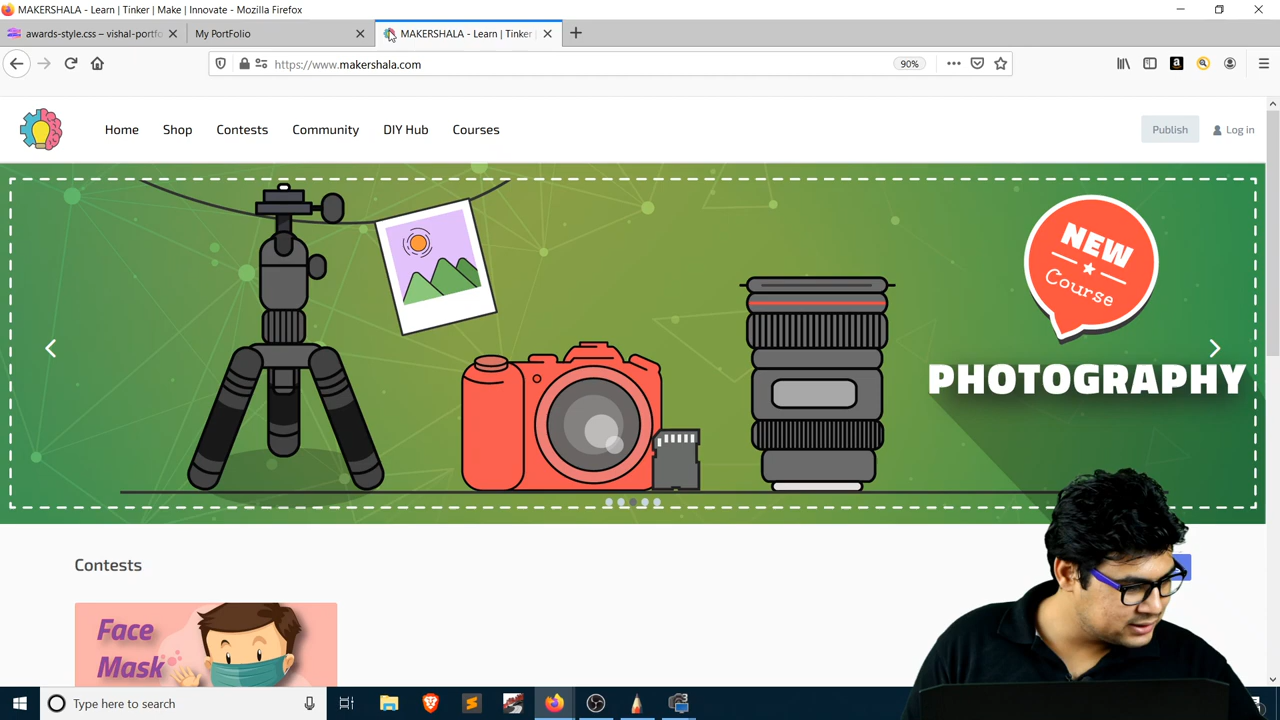 MAKERSHALA - Learn | Tinker | Make | Innovate - Mozilla Firefox
awards-style.css – vishal-portfo
My PortFolio
MAKERSHALA - Learn | Tinker
https://www.makershala.com
90%
Home
Shop
Contests
Community
DIY Hub
Courses
Publish
Log in
NEW
Course
PHOTOGRAPHY
Contests
Face
Mask
Type here to search